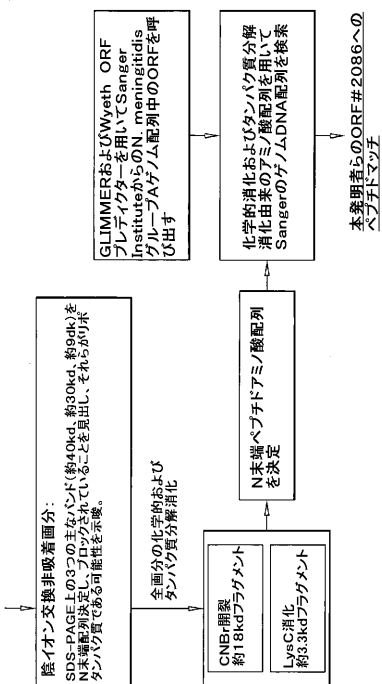 陰イオン交換非吸着画分:
SDS-PAGE上の3つの主なバンド(約40kd、約30kd、約9dk)を
N末端配列決定し、ブロックされていることを見出し、それらがリポ
タンパク質である可能性を示唆。
全画分の化学的および
タンパク質分解消化
CNBr開裂
約18kdフラグメント
LysC消化
約3.3kdフラグメント
N末端ペプチドアミノ酸配列
を決定
GLIMMERおよびWyeth ORF
プレディクターを用いてSanger
InstituteからのN. meningitidis
グループAゲノム配列中のORFを呼
び出す
化学的消化およびタンパク質分解
消化由来のアミノ酸配列を用いて
SangerのゲノムDNA配列を検索
本発明者らのORF#2086への
ペプチドマッチ